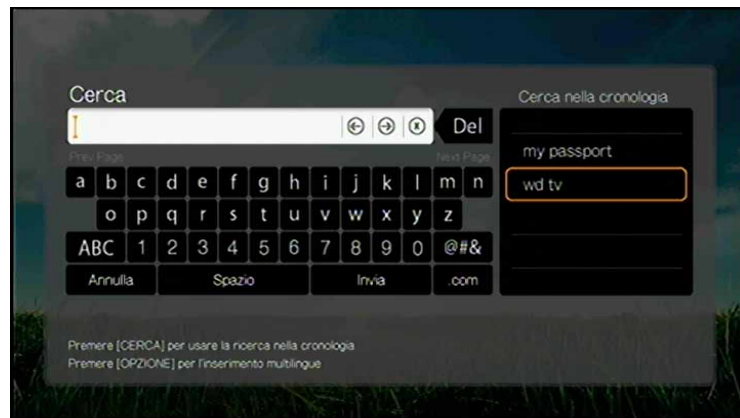 Cerca
Cerca nella cronologia
Del
Prev Page
Next Page
my passport
wd tv
a b c d e f g h i j k l m n
o p q r s t u v w x y z
ABC 1 2 3 4 5 6 7 8 9 0 @#&
Annulla Spazio Invia .com
Premere [CERCA] per usare la ricerca nella cronologia
Premere [OPZIONE] per l'inserimento multilingue